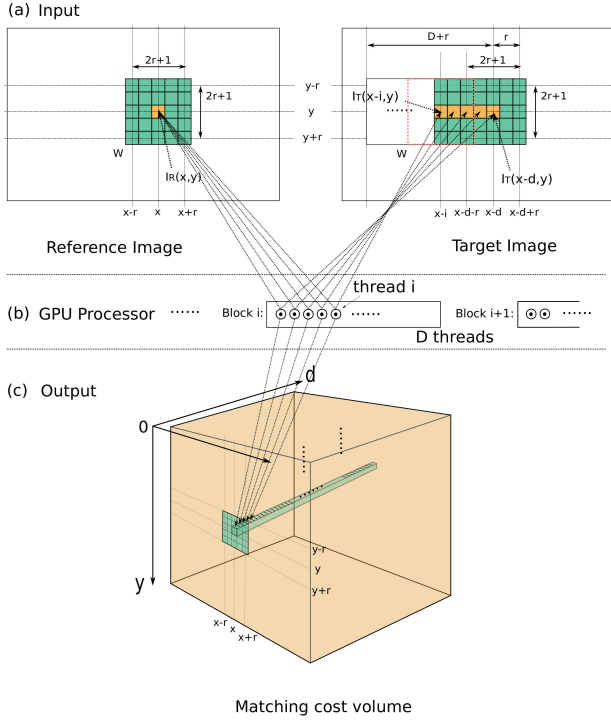 (a) Input
D+r
r
2r+1
2r+1
y-r
2r+1
IT(x-i,y)
2r+1
......
y
y+r
W
IR(x,y)
W
IT(x-d,y)
x-r x x+r
x-i x-d-r x-d x-d+r
Reference Image
Target Image
thread i
(b) GPU Processor ...... Block i: ...... Block i+1: ......
D threads
(c) Output
d
0
......
......
......
y-r
y
y
y+r
x-r
x
x+r
Matching cost volume